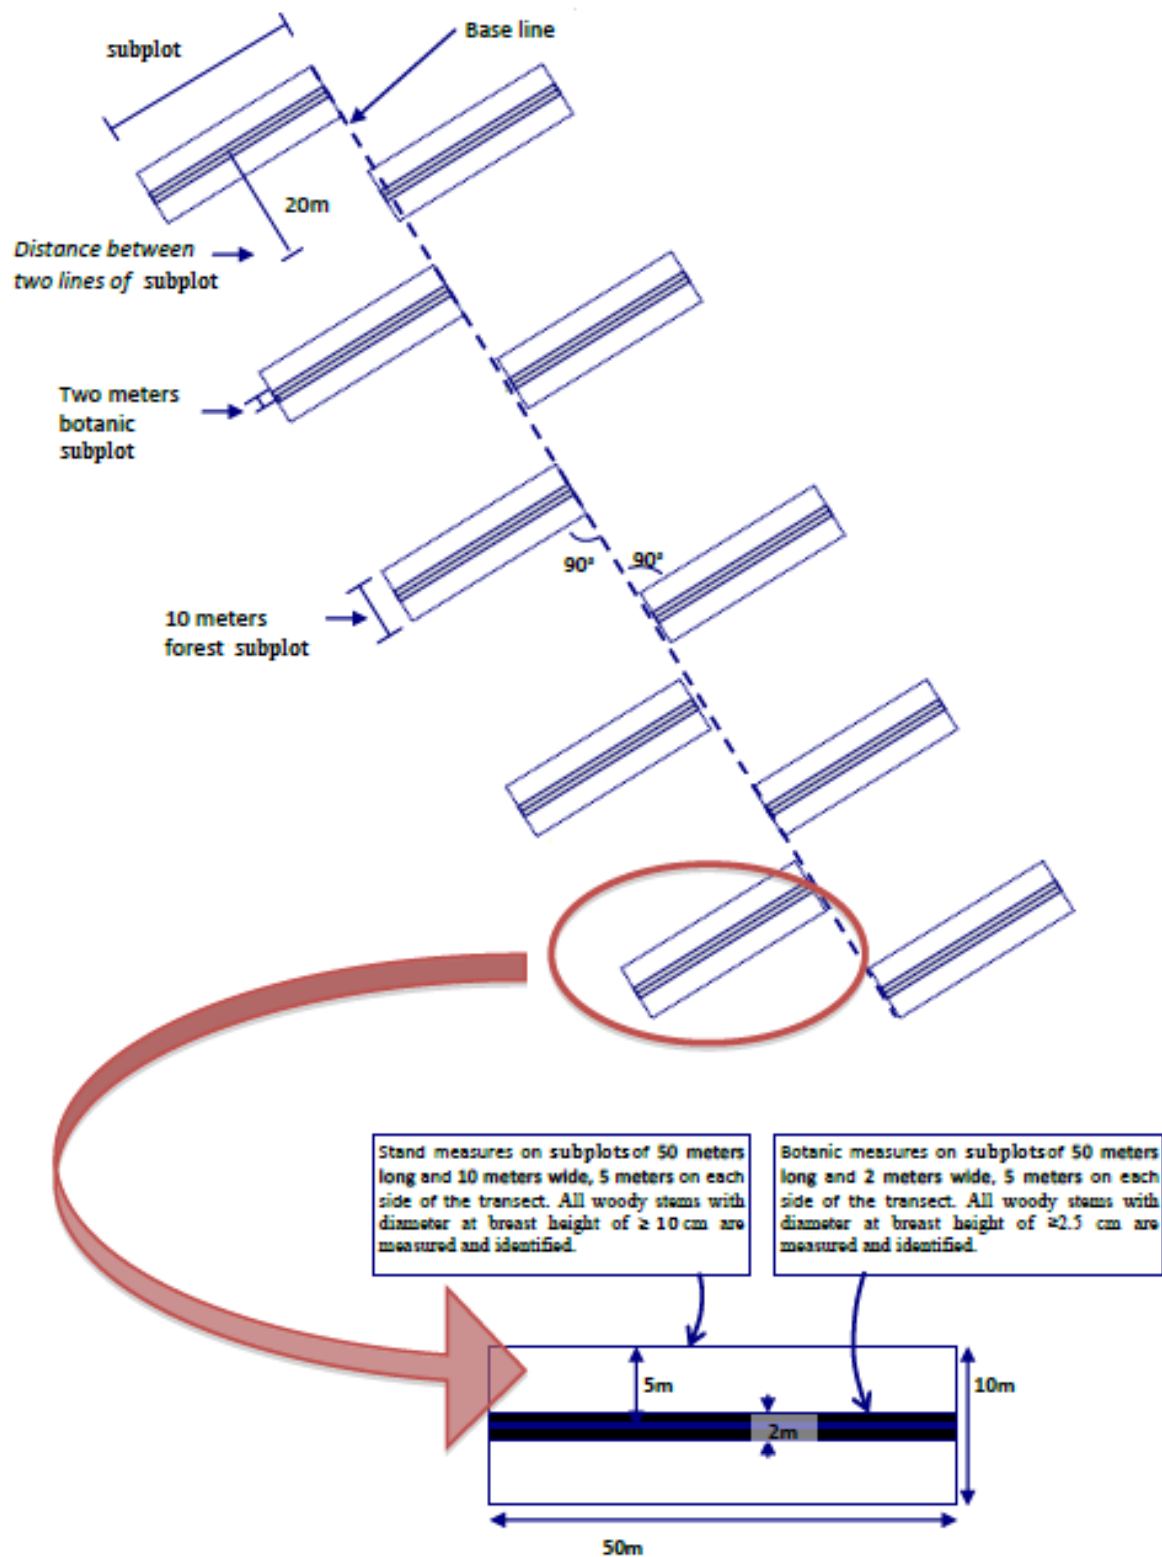 Base line
subplot
20m
Distance between
two lines of subplot
Two meters
botanic
subplot
90°
90°
10 meters
forest subplot
Stand measures on subplots of 50 meters
long and 10 meters wide, 5 meters on each
side of the transect. All woody stems with
diameter at breast height of ≥ 10 cm are
measured and identified.
Botanic measures on subplots of 50 meters
long and 2 meters wide, 5 meters on each
side of the transect. All woody stems with
diameter at breast height of ≥2.5 cm are
measured and identified.
5m
10m
2m
50m